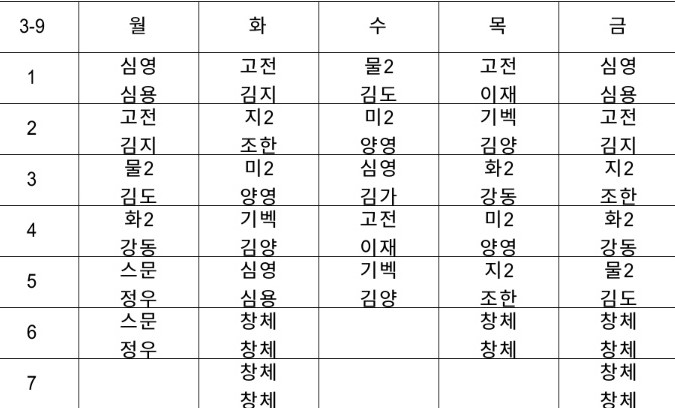 3-9 월 화 수 목 금
1 심영 고전 물2 고전 심영
심용 김지 김도 이재 심용
2 고전 지2 미2 기벡 고전
김지 조한 양영 김양 김지
3 물2 미2 심영 화2 지2
김도 양영 김가 강동 조한
4 화2 기벡 고전 미2 화2
강동 김양 이재 양영 강동
5 스문 심영 기벡 지2 물2
정우 심용 김양 조한 김도
6 스문 창체 창체 창체
정우 창체 창체 창체
7 창체 창체
창체 창체